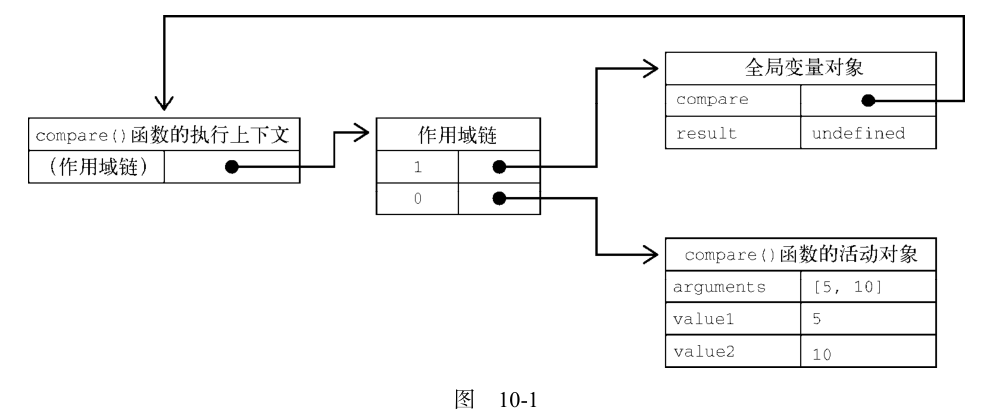 全局变量对象
compare
result undefined
compare()函数的执行上下文
(作用域链)
作用域链
1
0
compare()函数的活动对象
arguments [5, 10]
value1 5
value2 10
图 10-1